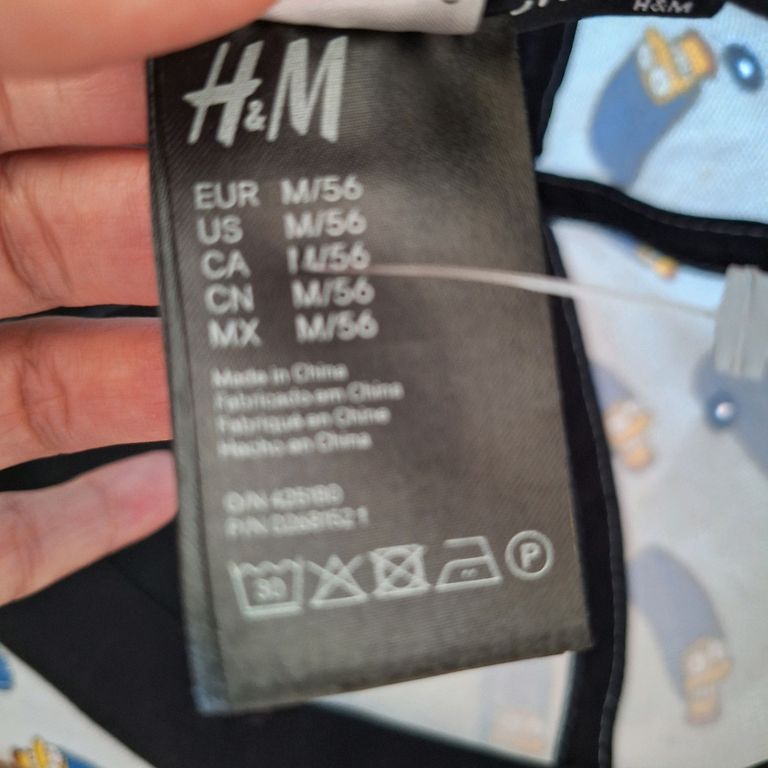 H&M
H&M
EUR M/56
US M/56
CA M/56
CN M/56
MX M/56
Made in China
Fabricado em China
Fabriqué en Chine
Hecho en China
O/N
P/N
30
P